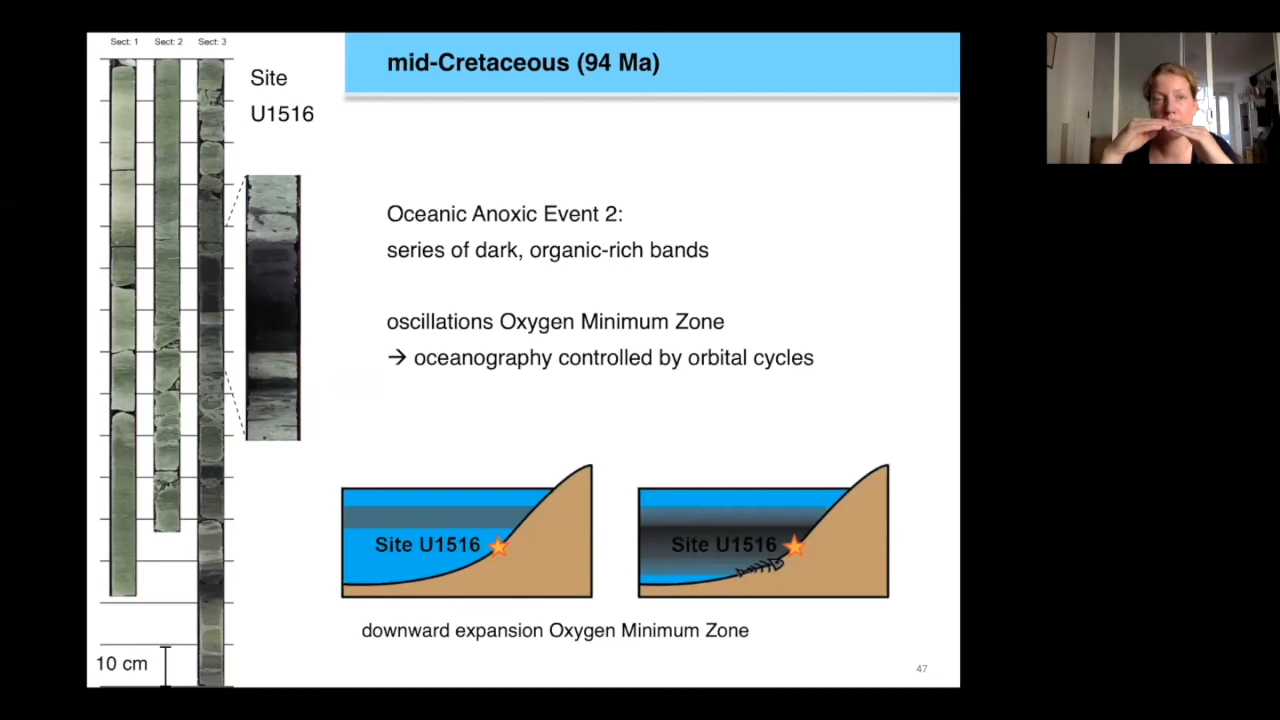 Sect: 1 Sect: 2 Sect: 3
Site
U1516
mid-Cretaceous (94 Ma)
Oceanic Anoxic Event 2:
series of dark, organic-rich bands
oscillations Oxygen Minimum Zone
→ oceanography controlled by orbital cycles
Site U1516
Site U1516
downward expansion Oxygen Minimum Zone
10 cm
47